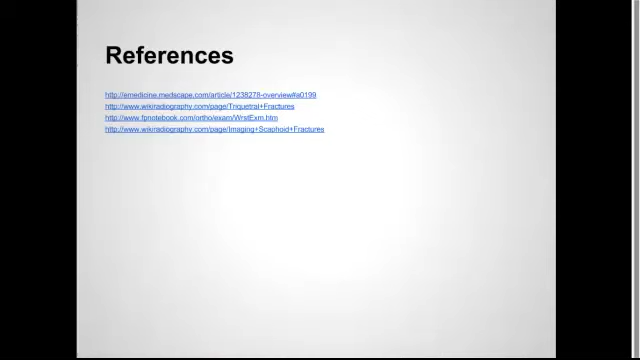 References
http://emedicine.medscape.com/article/1238278-overview#a0199
http://www.wikiradiography.com/page/Triquetral+Fractures
http://www.fpnotebook.com/ortho/exam/WrstExm.htm
http://www.wikiradiography.com/page/Imaging+Scaphoid+Fractures